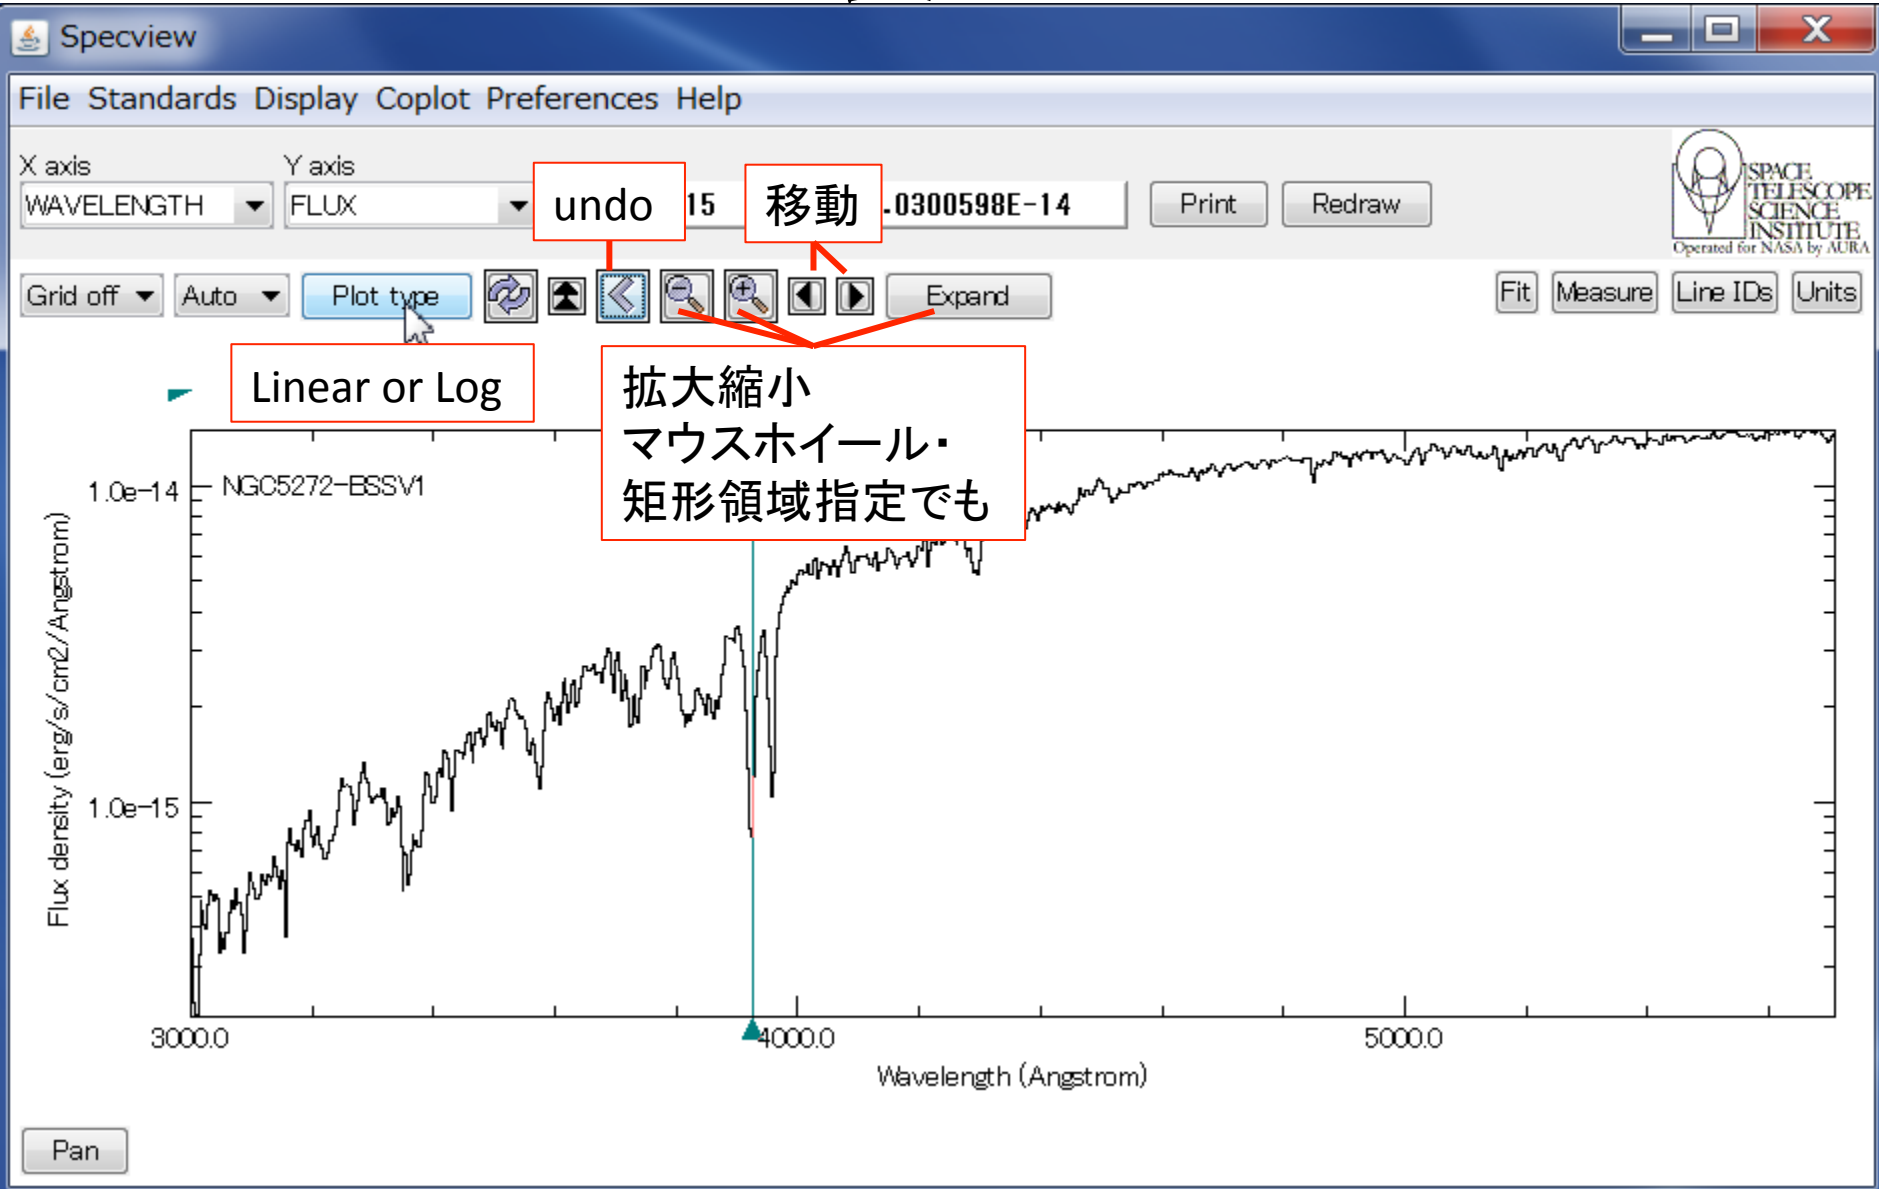 Specview
File Standards Display Coplot Preferences Help
X axis
Y axis
WAVELENGTH
FLUX
undo
15
移動
.0300598E-14
Print
Redraw
SPACE
TELESCOPE
SCIENCE
INSTITUTE
Operated for NASA by AURA
Grid off
Auto
Plot type
Expand
Fit
Measure
Line IDs
Units
Linear or Log
拡大縮小
マウスホイール・
矩形領域指定でも
NGC5272-BSSV1
1.0e-14
1.0e-15
Flux density (erg/s/cm2/Angstrom)
3000.0
4000.0
5000.0
Wavelength (Angstrom)
Pan